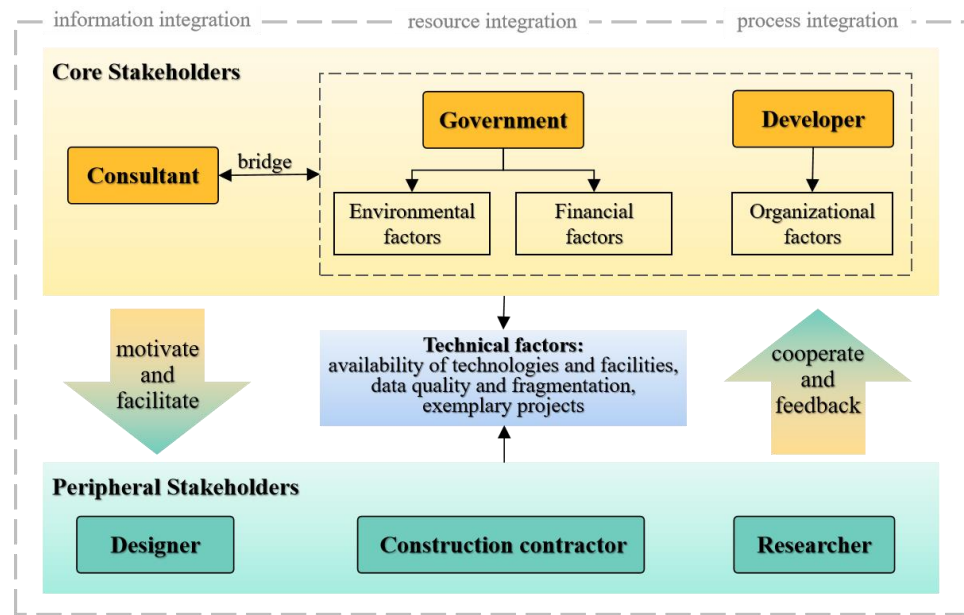 information integration
resource integration
process integration
Core Stakeholders
Government
Developer
Consultant
bridge
Environmental
factors
Financial
factors
Organizational
factors
motivate
and
facilitate
Technical factors:
availability of technologies and facilities,
data quality and fragmentation,
exemplary projects
cooperate
and
feedback
Peripheral Stakeholders
Designer
Construction contractor
Researcher